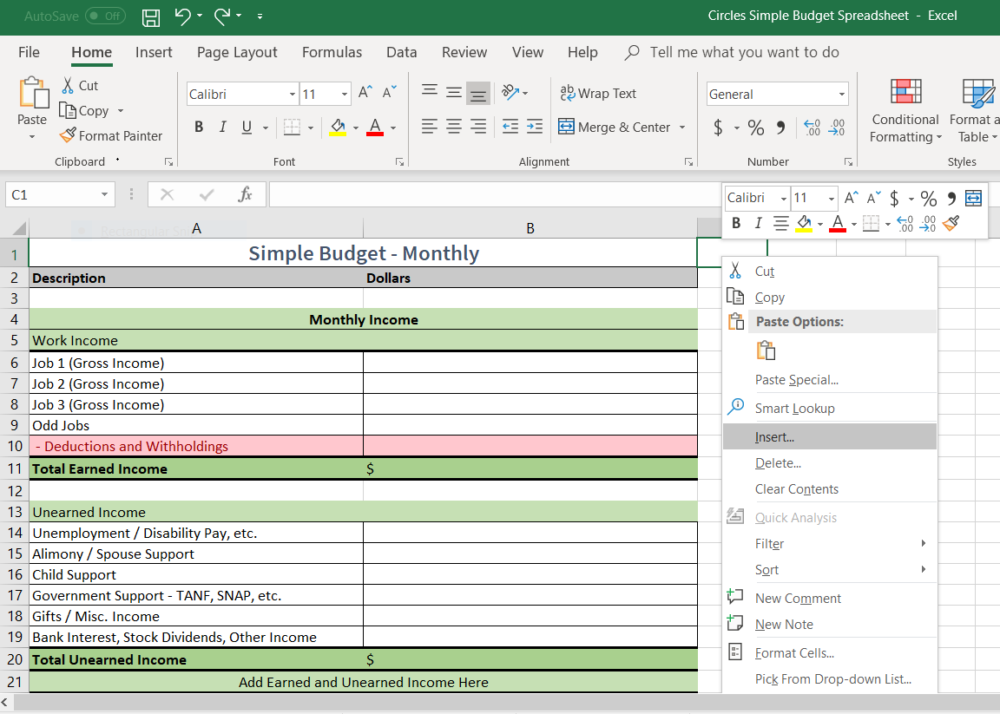 AutoSave Off
Circles Simple Budget Spreadsheet - Excel
File Home Insert Page Layout Formulas Data Review View Help Tell me what you want to do
Paste
Cut
Copy
Format Painter
Clipboard
Calibri 11 A A
B I U A
Font
ab Wrap Text
Merge & Center
Alignment
General
$ % 9 .00 .00
Number
Conditional Formatting
Format a
Table
Styles
C1
fx
Calibri 11 A A $ % 9
B I A .00 .00
A B
1 Simple Budget - Monthly
2 Description Dollars
3
4 Monthly Income
5 Work Income
6 Job 1 (Gross Income)
7 Job 2 (Gross Income)
8 Job 3 (Gross Income)
9 Odd Jobs
10 - Deductions and Withholdings
11 Total Earned Income $
12
13 Unearned Income
14 Unemployment / Disability Pay, etc.
15 Alimony / Spouse Support
16 Child Support
17 Government Support - TANF, SNAP, etc.
18 Gifts / Misc. Income
19 Bank Interest, Stock Dividends, Other Income
20 Total Unearned Income $
21 Add Earned and Unearned Income Here
Cut
Copy
Paste Options:
Paste Special...
Smart Lookup
Insert...
Delete...
Clear Contents
Quick Analysis
Filter
Sort
New Comment
New Note
Format Cells...
Pick From Drop-down List...